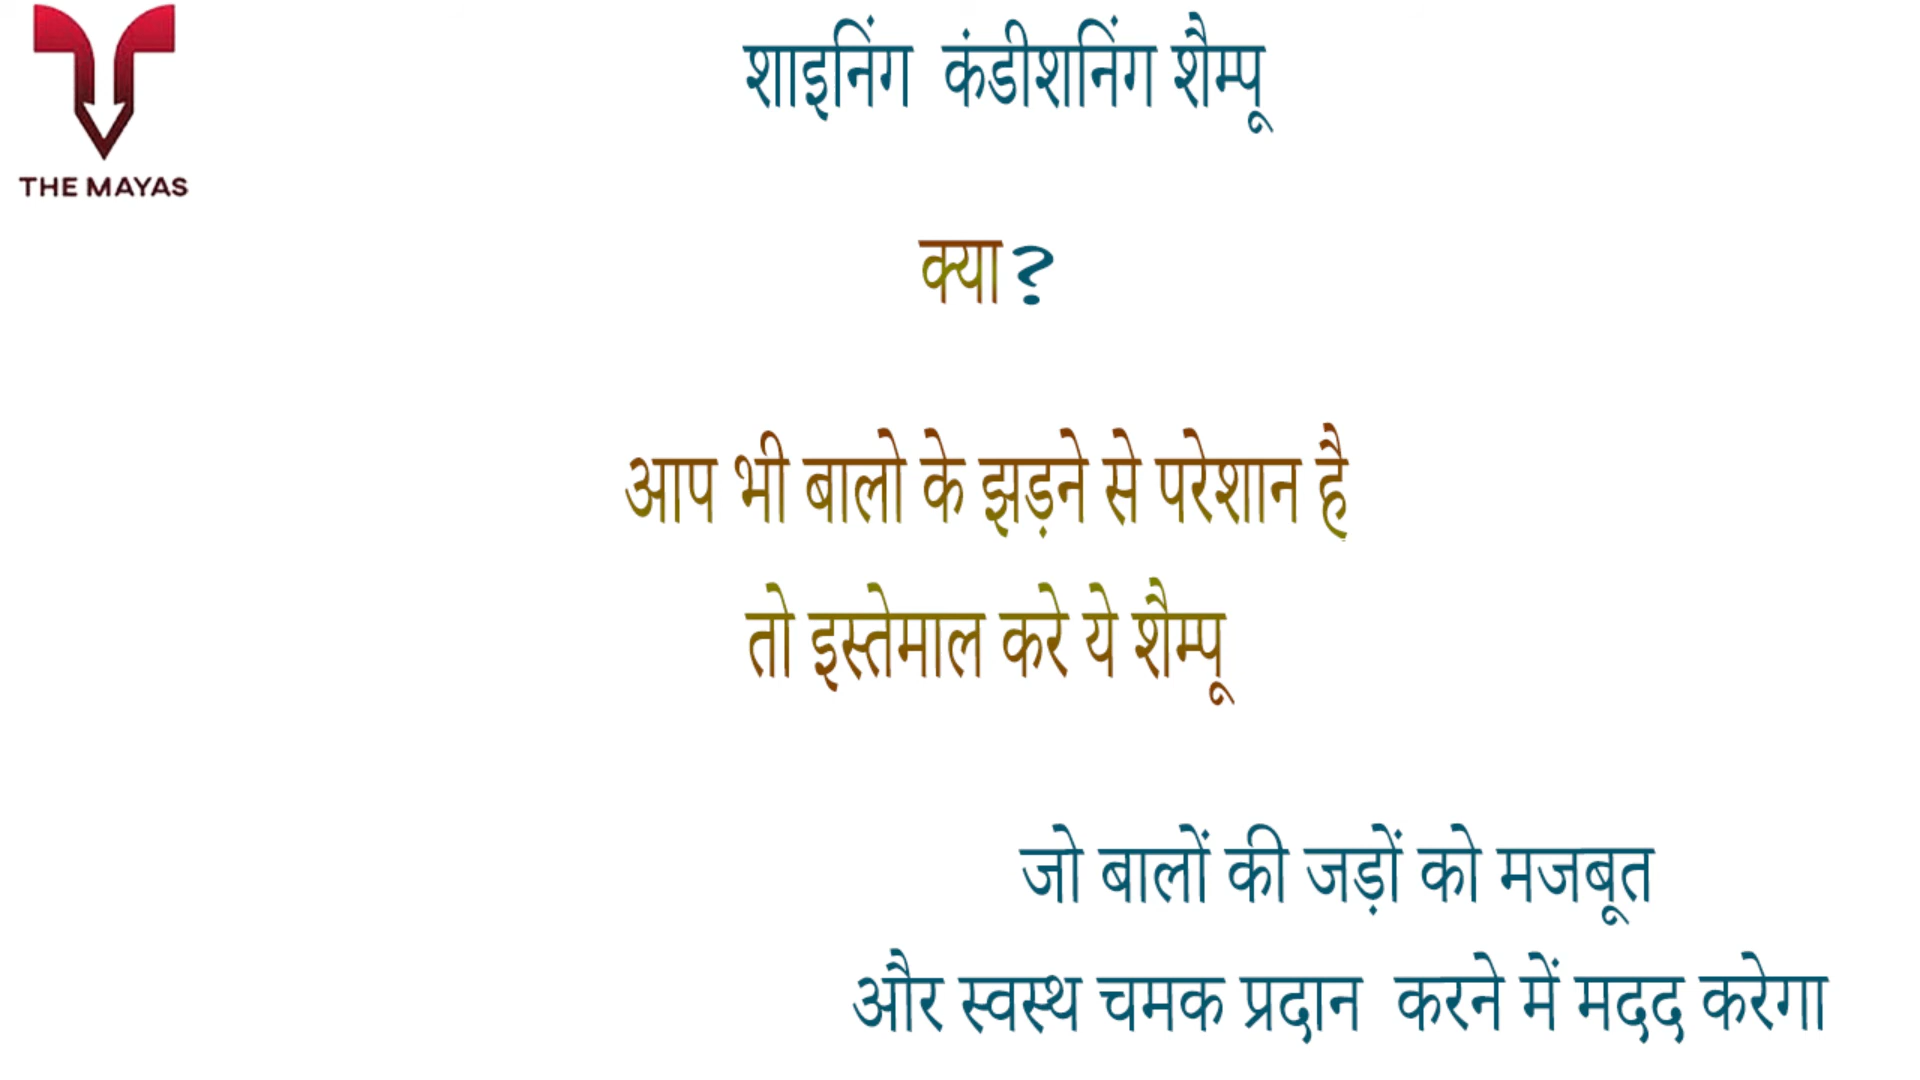 THE MAYAS
शाइनिंग कंडीशनिंग शैम्पू
क्या?
आप भी बालो के झड़ने से परेशान है
तो इस्तेमाल करे ये शैम्पू
जो बालों की जड़ों को मजबूत
और स्वस्थ चमक प्रदान करने में मदद करेगा